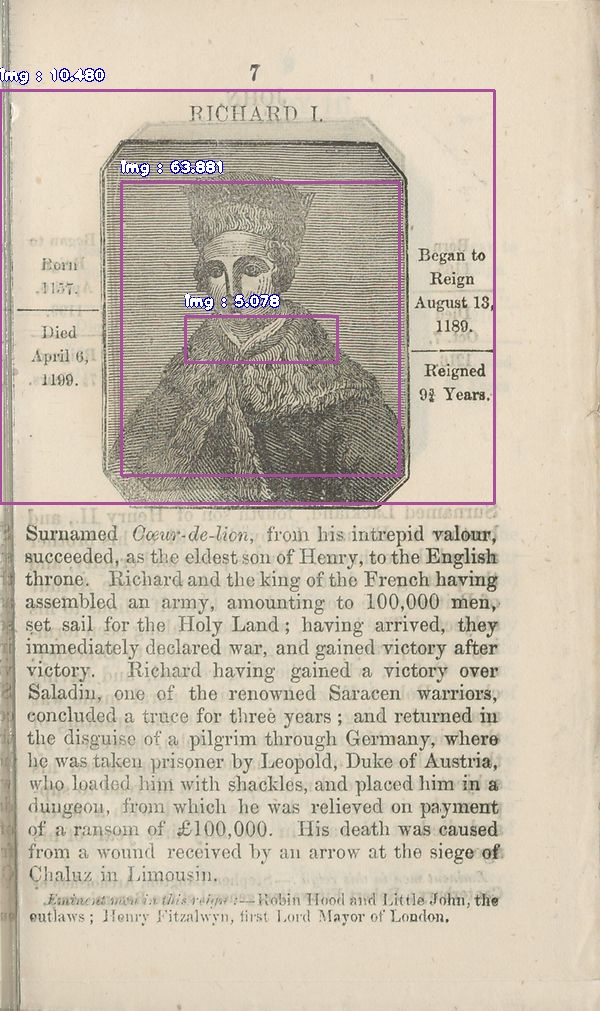 Img : 10.480
7
RICHARD I.
Img : 63.881
Img : 5.078
Born
1157.
Died
April 6,
1199.
Began to
Reign
August 13,
1189.
Reigned
9¾ Years.
Surnamed Cœur-de-lion, from his intrepid valour,
succeeded, as the eldest son of Henry, to the English
throne. Richard and the king of the French having
assembled an army, amounting to 100,000 men,
set sail for the Holy Land ; having arrived, they
immediately declared war, and gained victory after
victory. Richard having gained a victory over
Saladin, one of the renowned Saracen warriors,
concluded a truce for three years ; and returned in
the disguise of a pilgrim through Germany, where
he was taken prisoner by Leopold, Duke of Austria,
who loaded him with shackles, and placed him in a
dungeon, from which he was relieved on payment
of a ransom of £100,000. His death was caused
from a wound received by an arrow at the siege of
Chaluz in Limousin.
Eminent men in this reign :—Robin Hood and Little John, the
outlaws ; Henry Fitzalwyn, first Lord Mayor of London.